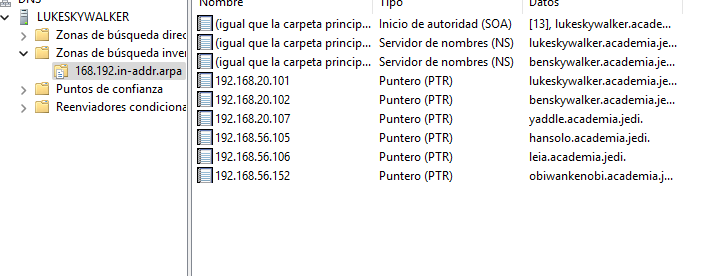 DNS
LUKESKYWALKER
Zonas de búsqueda direc
Zonas de búsqueda inver
168.192.in-addr.arpa
Puntos de confianza
Reenviadores condiciona
Nombre Tipo Datos
(igual que la carpeta princip... Inicio de autoridad (SOA) [13], lukeskywalker.acade...
(igual que la carpeta princip... Servidor de nombres (NS) lukeskywalker.academia.je...
(igual que la carpeta princip... Servidor de nombres (NS) benskywalker.academia.je...
192.168.20.101 Puntero (PTR) lukeskywalker.academia.je...
192.168.20.102 Puntero (PTR) benskywalker.academia.je...
192.168.20.107 Puntero (PTR) yaddle.academia.jedi.
192.168.56.105 Puntero (PTR) hansolo.academia.jedi.
192.168.56.106 Puntero (PTR) leia.academia.jedi.
192.168.56.152 Puntero (PTR) obiwankenobi.academia.j...